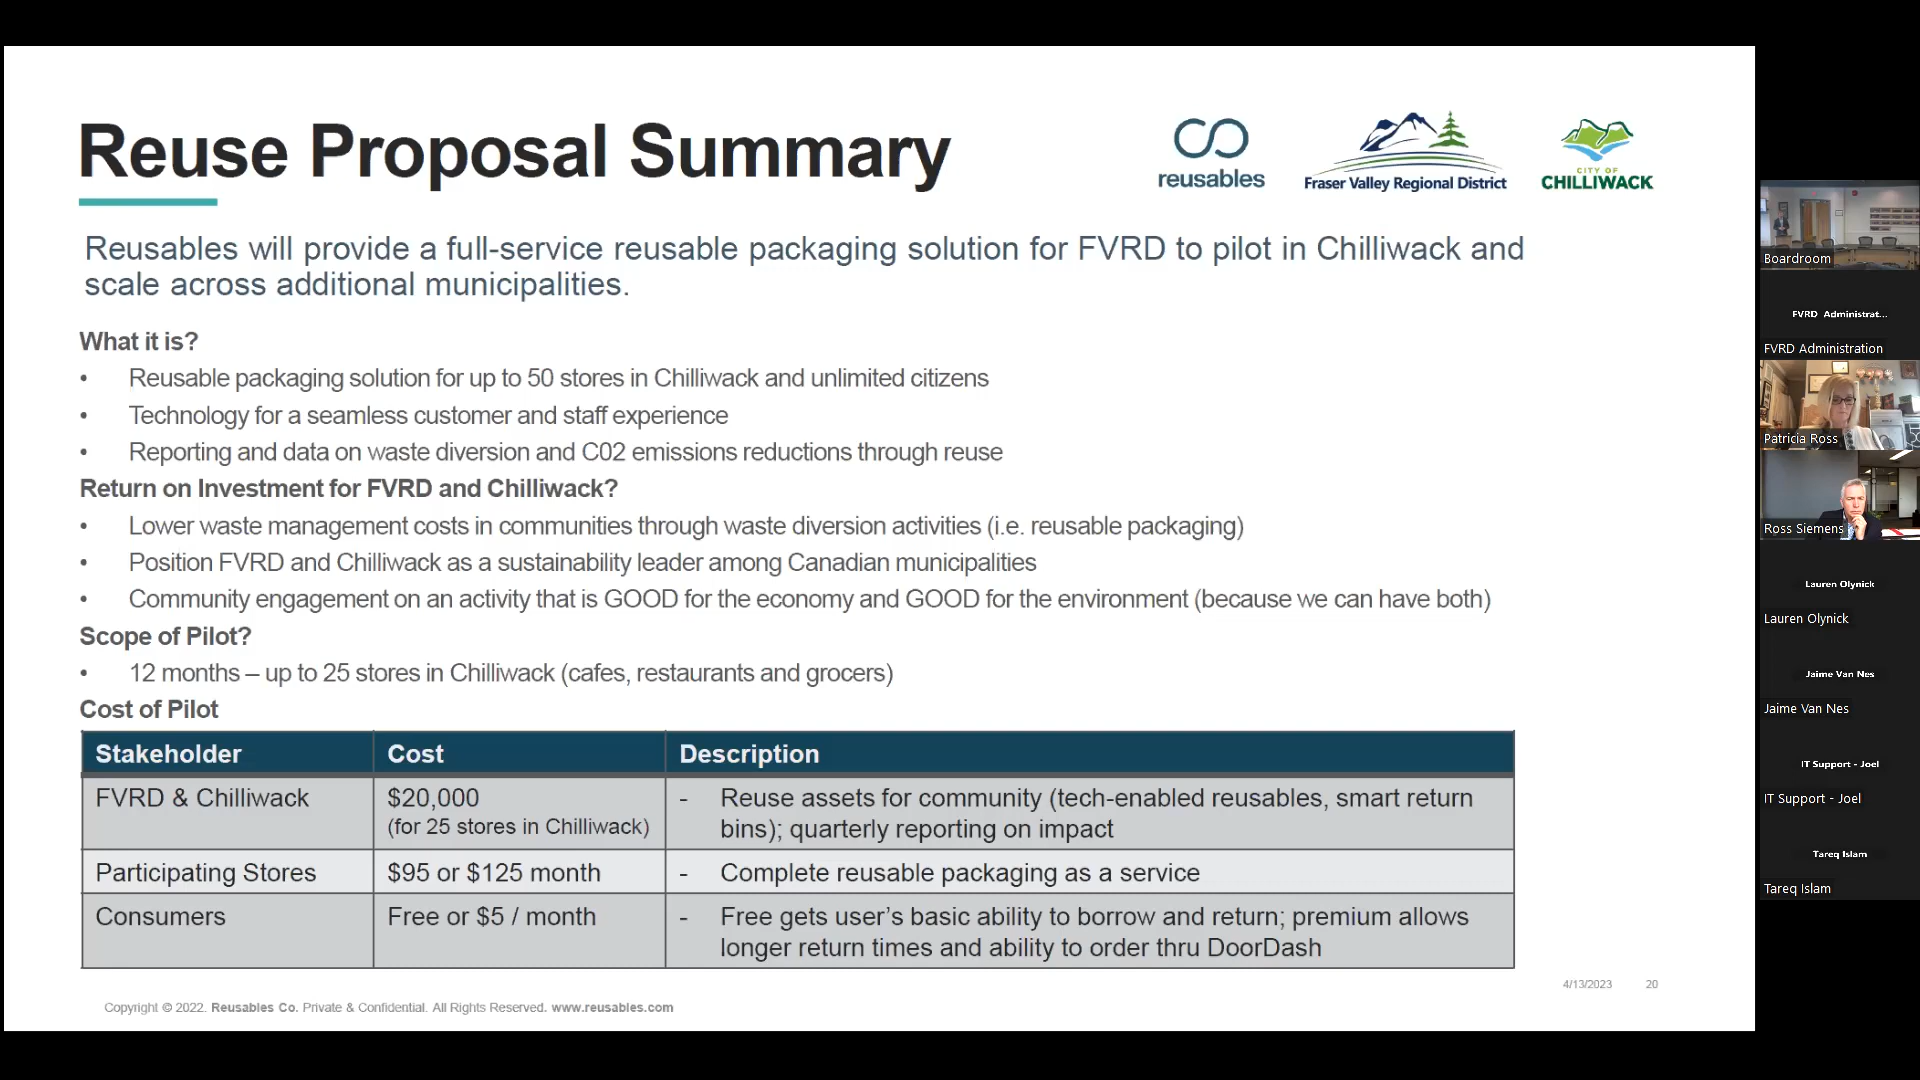 Reuse Proposal Summary
reusables
Fraser Valley Regional District
CITY OF
CHILLIWACK
Reusables will provide a full-service reusable packaging solution for FVRD to pilot in Chilliwack and
scale across additional municipalities.
What it is?
• Reusable packaging solution for up to 50 stores in Chilliwack and unlimited citizens
• Technology for a seamless customer and staff experience
• Reporting and data on waste diversion and C02 emissions reductions through reuse
Return on Investment for FVRD and Chilliwack?
• Lower waste management costs in communities through waste diversion activities (i.e. reusable packaging)
• Position FVRD and Chilliwack as a sustainability leader among Canadian municipalities
• Community engagement on an activity that is GOOD for the economy and GOOD for the environment (because we can have both)
Scope of Pilot?
• 12 months – up to 25 stores in Chilliwack (cafes, restaurants and grocers)
Cost of Pilot
Stakeholder Cost Description
FVRD & Chilliwack $20,000 - Reuse assets for community (tech-enabled reusables, smart return
(for 25 stores in Chilliwack) bins); quarterly reporting on impact
Participating Stores $95 or $125 month - Complete reusable packaging as a service
Consumers Free or $5 / month - Free gets user's basic ability to borrow and return; premium allows
longer return times and ability to order thru DoorDash
4/13/2023 20
Copyright © 2022. Reusables Co. Private & Confidential. All Rights Reserved. www.reusables.com
Boardroom
FVRD Administrat...
FVRD Administration
Patricia Ross
Ross Siemens
Lauren Olynick
Lauren Olynick
Jaime Van Nes
Jaime Van Nes
IT Support - Joel
IT Support - Joel
Tareq Islam
Tareq Islam